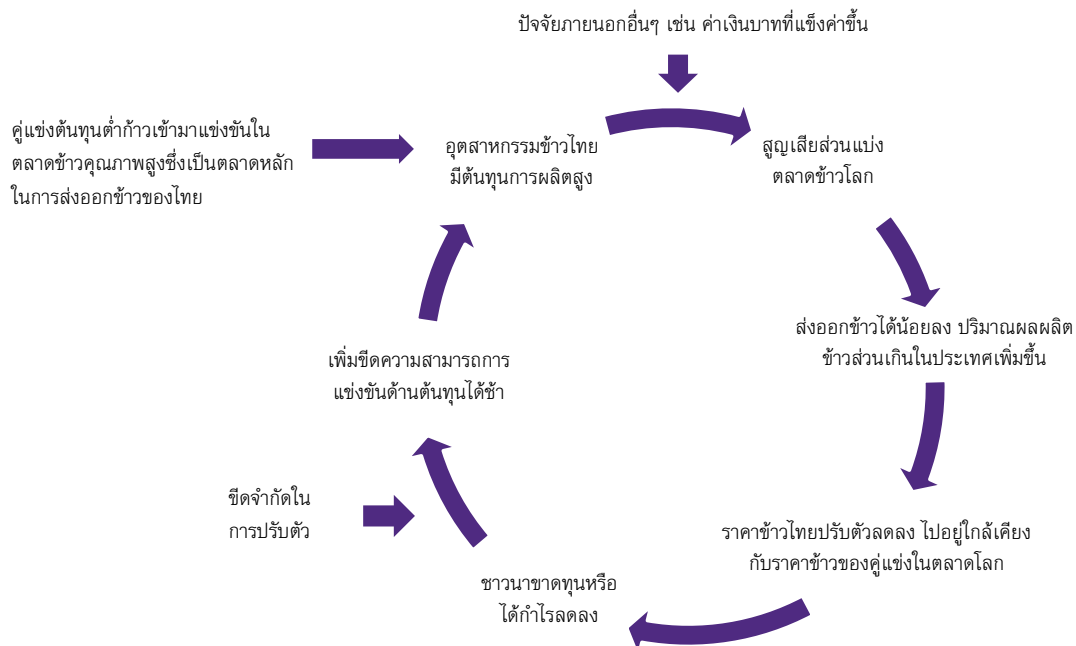 ปัจจัยภายนอกอื่นๆ เช่น ค่าเงินบาทที่แข็งค่าขึ้น
คู่แข่งต้นทุนต่ำก้าวเข้ามาแข่งขันใน
ตลาดข้าวคุณภาพสูงซึ่งเป็นตลาดหลัก
ในการส่งออกข้าวของไทย
อุตสาหกรรมข้าวไทย
มีต้นทุนการผลิตสูง
สูญเสียส่วนแบ่ง
ตลาดข้าวโลก
ส่งออกข้าวได้น้อยลง ปริมาณผลผลิต
ข้าวส่วนเกินในประเทศเพิ่มขึ้น
ราคาข้าวไทยปรับตัวลดลง ไปอยู่ใกล้เคียง
กับราคาข้าวของคู่แข่งในตลาดโลก
ชาวนาขาดทุนหรือ
ได้กำไรลดลง
ขีดจำกัดใน
การปรับตัว
เพิ่มขีดความสามารถการ
แข่งขันด้านต้นทุนได้ช้า